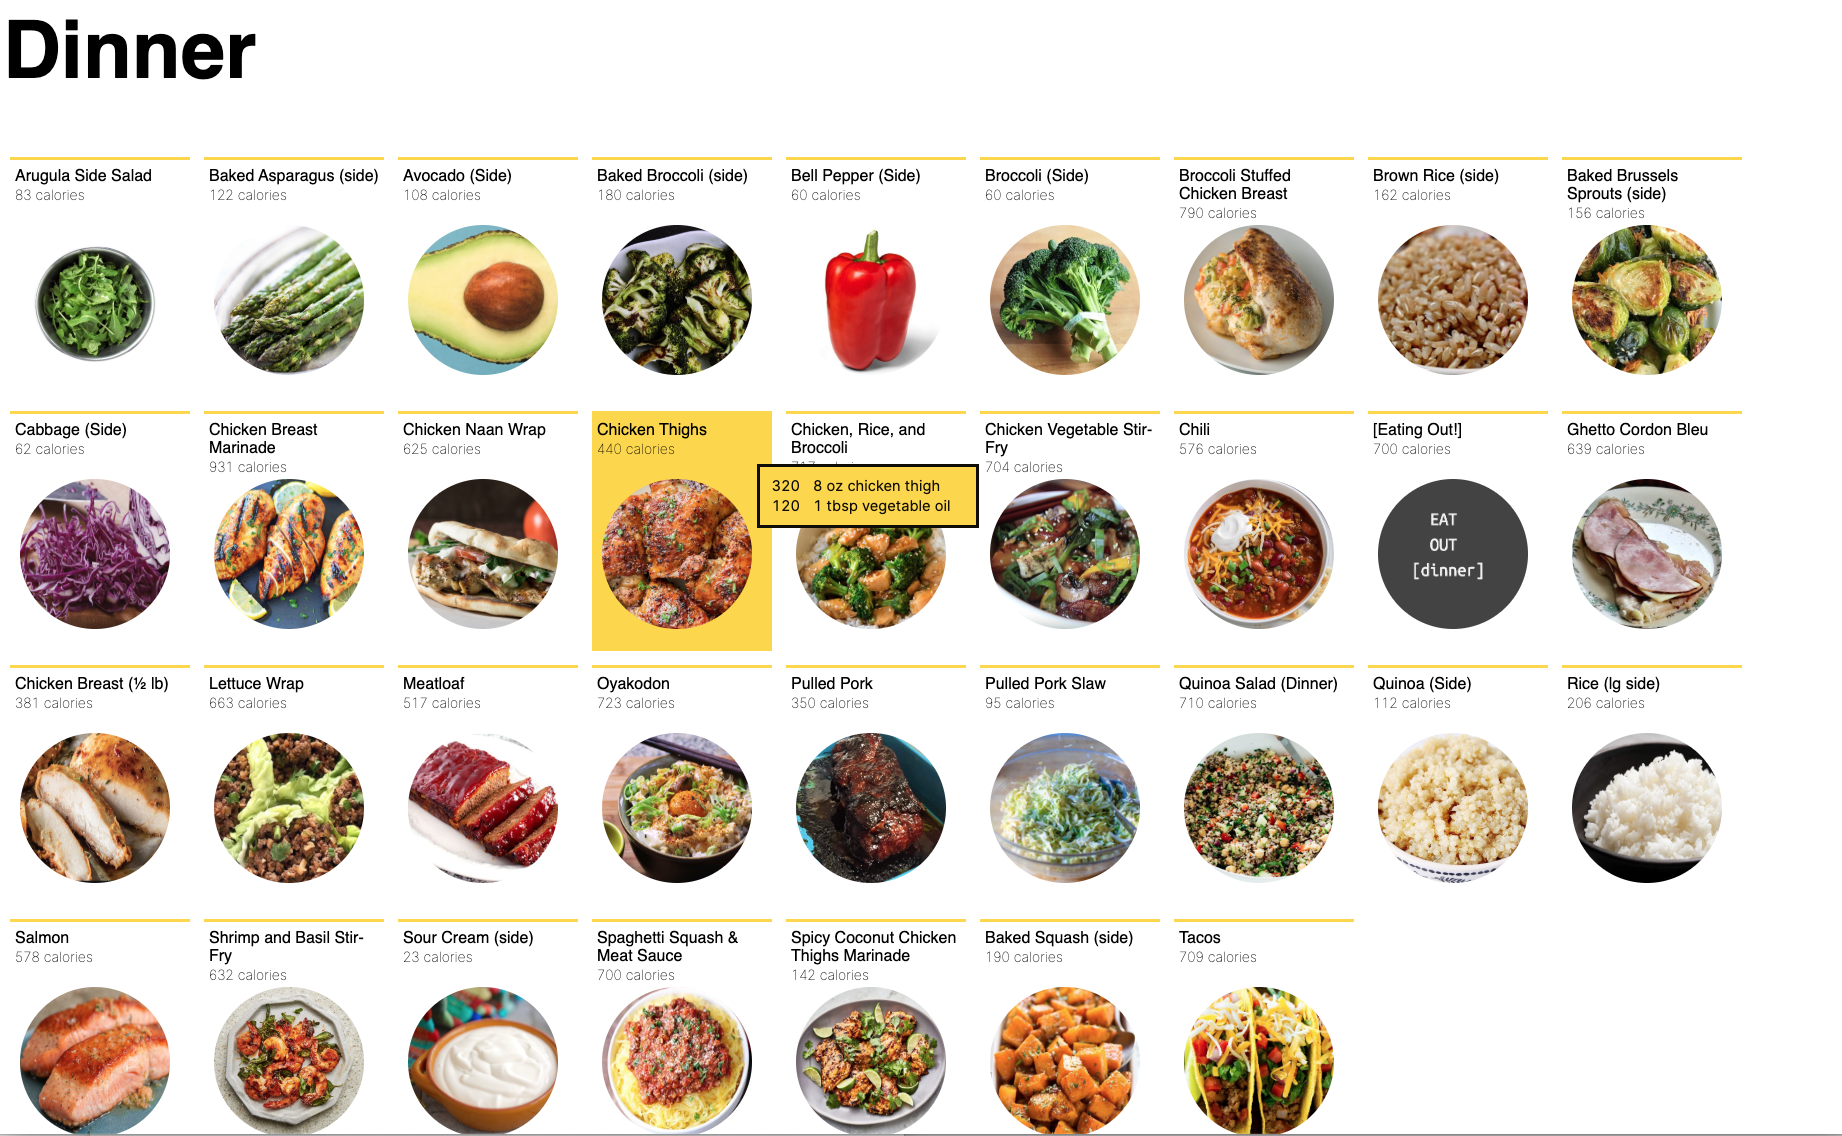 Dinner
Arugula Side Salad
83 calories
Baked Asparagus (side)
122 calories
Avocado (Side)
108 calories
Baked Broccoli (side)
180 calories
Bell Pepper (Side)
60 calories
Broccoli (Side)
60 calories
Broccoli Stuffed
Chicken Breast
790 calories
Brown Rice (side)
162 calories
Baked Brussels
Sprouts (side)
156 calories
Cabbage (Side)
62 calories
Chicken Breast
Marinade
931 calories
Chicken Naan Wrap
625 calories
Chicken Thighs
440 calories
Chicken, Rice, and
Broccoli
320 8 oz chicken thigh
120 1 tbsp vegetable oil
Chicken Vegetable Stir-
Fry
704 calories
Chili
576 calories
[Eating Out!]
700 calories
EAT
OUT
[dinner]
Ghetto Cordon Bleu
639 calories
Chicken Breast (½ lb)
381 calories
Lettuce Wrap
663 calories
Meatloaf
517 calories
Oyakodon
723 calories
Pulled Pork
350 calories
Pulled Pork Slaw
95 calories
Quinoa Salad (Dinner)
710 calories
Quinoa (Side)
112 calories
Rice (lg side)
206 calories
Salmon
578 calories
Shrimp and Basil Stir-
Fry
632 calories
Sour Cream (side)
23 calories
Spaghetti Squash &
Meat Sauce
700 calories
Spicy Coconut Chicken
Thighs Marinade
142 calories
Baked Squash (side)
190 calories
Tacos
709 calories